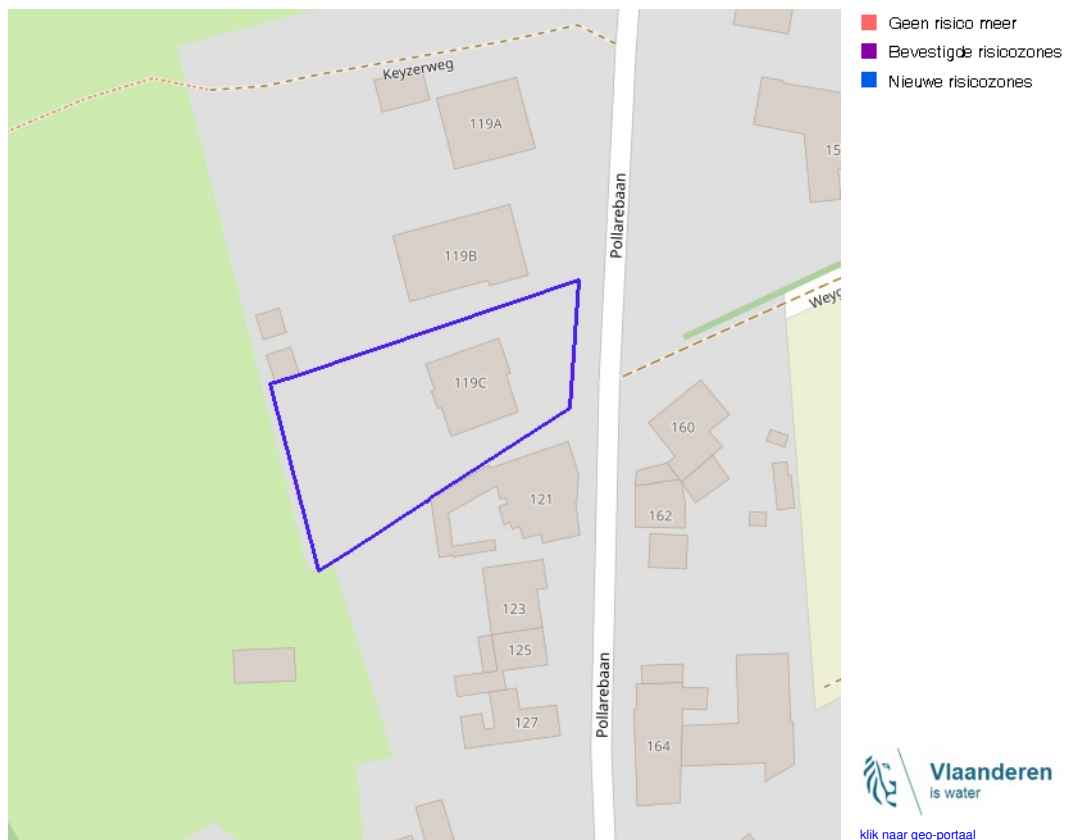 Keyzerweg
119A
15
119B
Pollarebaan
Weyg
119C
160
121
162
123
125
Pollarebaan
127
164
Geen risico meer
Bevestigde risicozones
Nieuwe risicozones
Vlaanderen
is water
klik naar geo-portaal